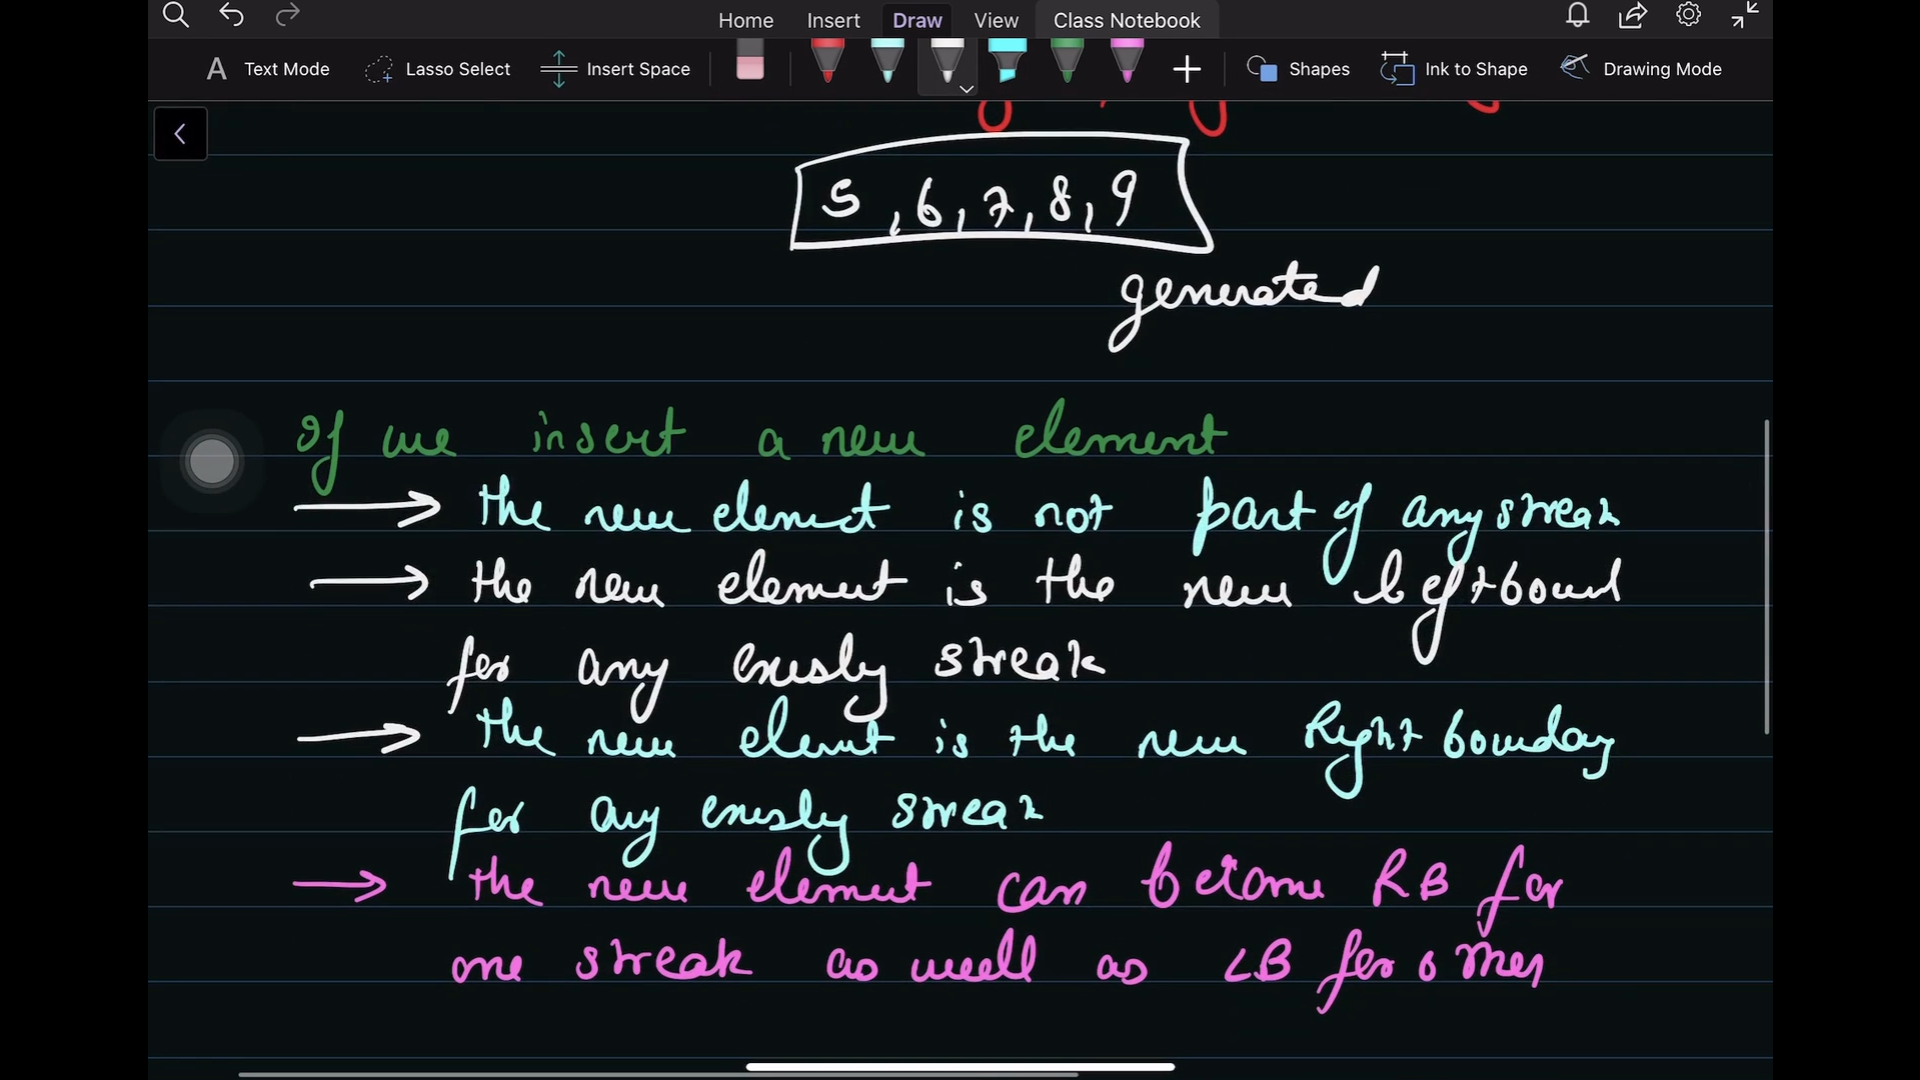 Home Insert Draw View Class Notebook
A Text Mode Lasso Select Insert Space Shapes Ink to Shape Drawing Mode
5, 6, 7, 8, 9
generated
If we insert a new element
→ the new element is not part of any streak
→ the new element is the new left bound
for any streak
→ the new element is the new Right boundary
for any streak
→ the new element can become RB for
one streak as well as LB for other